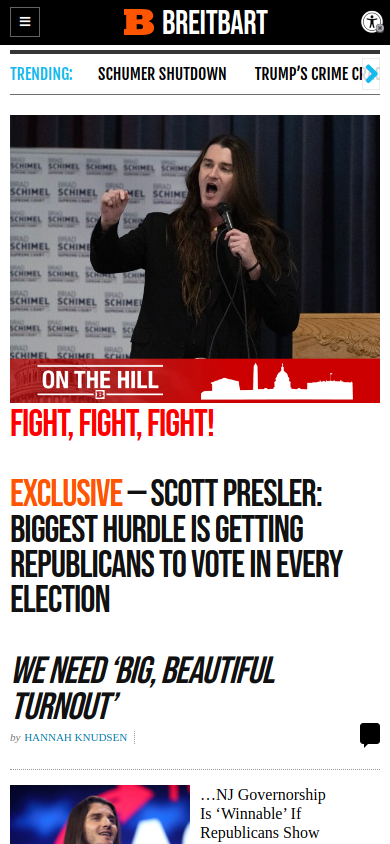 BREITBART
TRENDING:
SCHUMER SHUTDOWN
TRUMP'S CRIME
BRAD SCHIMEL SUPREME COURT
ON THE HILL
FIGHT, FIGHT, FIGHT!
EXCLUSIVE – SCOTT PRESLER:
BIGGEST HURDLE IS GETTING
REPUBLICANS TO VOTE IN EVERY
ELECTION
WE NEED 'BIG, BEAUTIFUL
TURNOUT'
by HANNAH KNUDSEN
…NJ Governorship
Is ‘Winnable’ If
Republicans Show